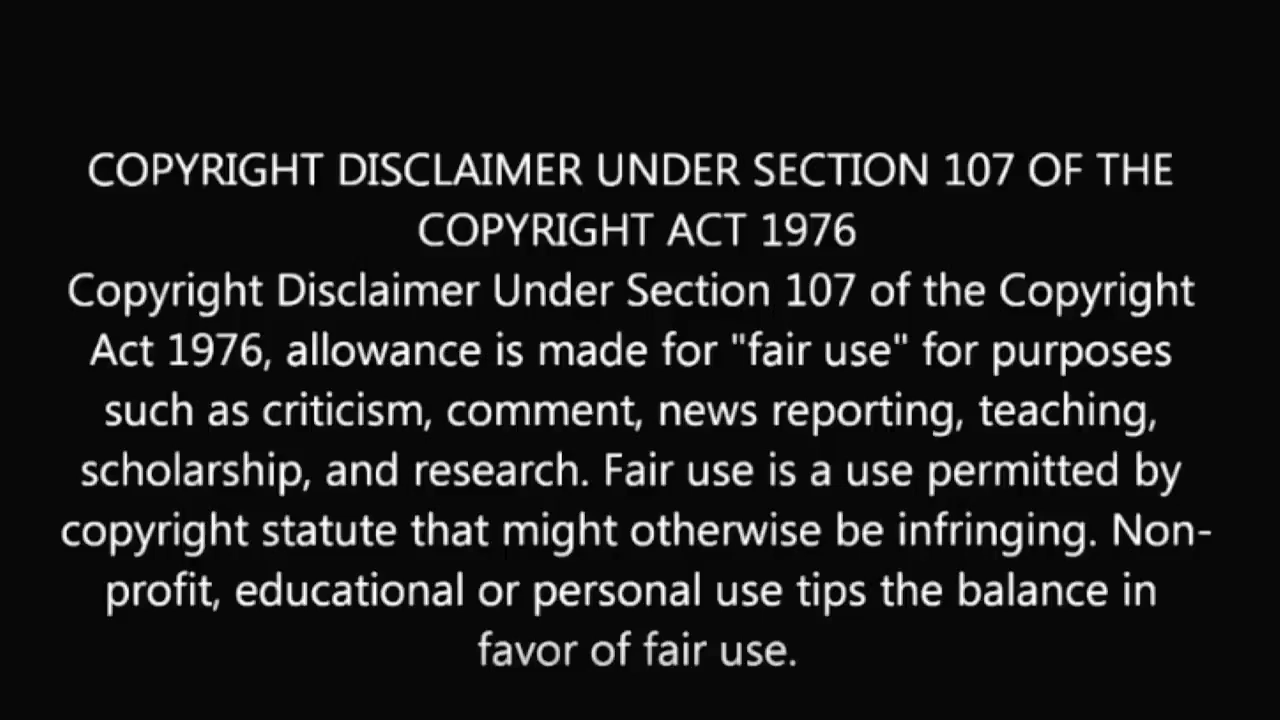 COPYRIGHT DISCLAIMER UNDER SECTION 107 OF THE
COPYRIGHT ACT 1976
Copyright Disclaimer Under Section 107 of the Copyright
Act 1976, allowance is made for "fair use" for purposes
such as criticism, comment, news reporting, teaching,
scholarship, and research. Fair use is a use permitted by
copyright statute that might otherwise be infringing. Non-
profit, educational or personal use tips the balance in
favor of fair use.